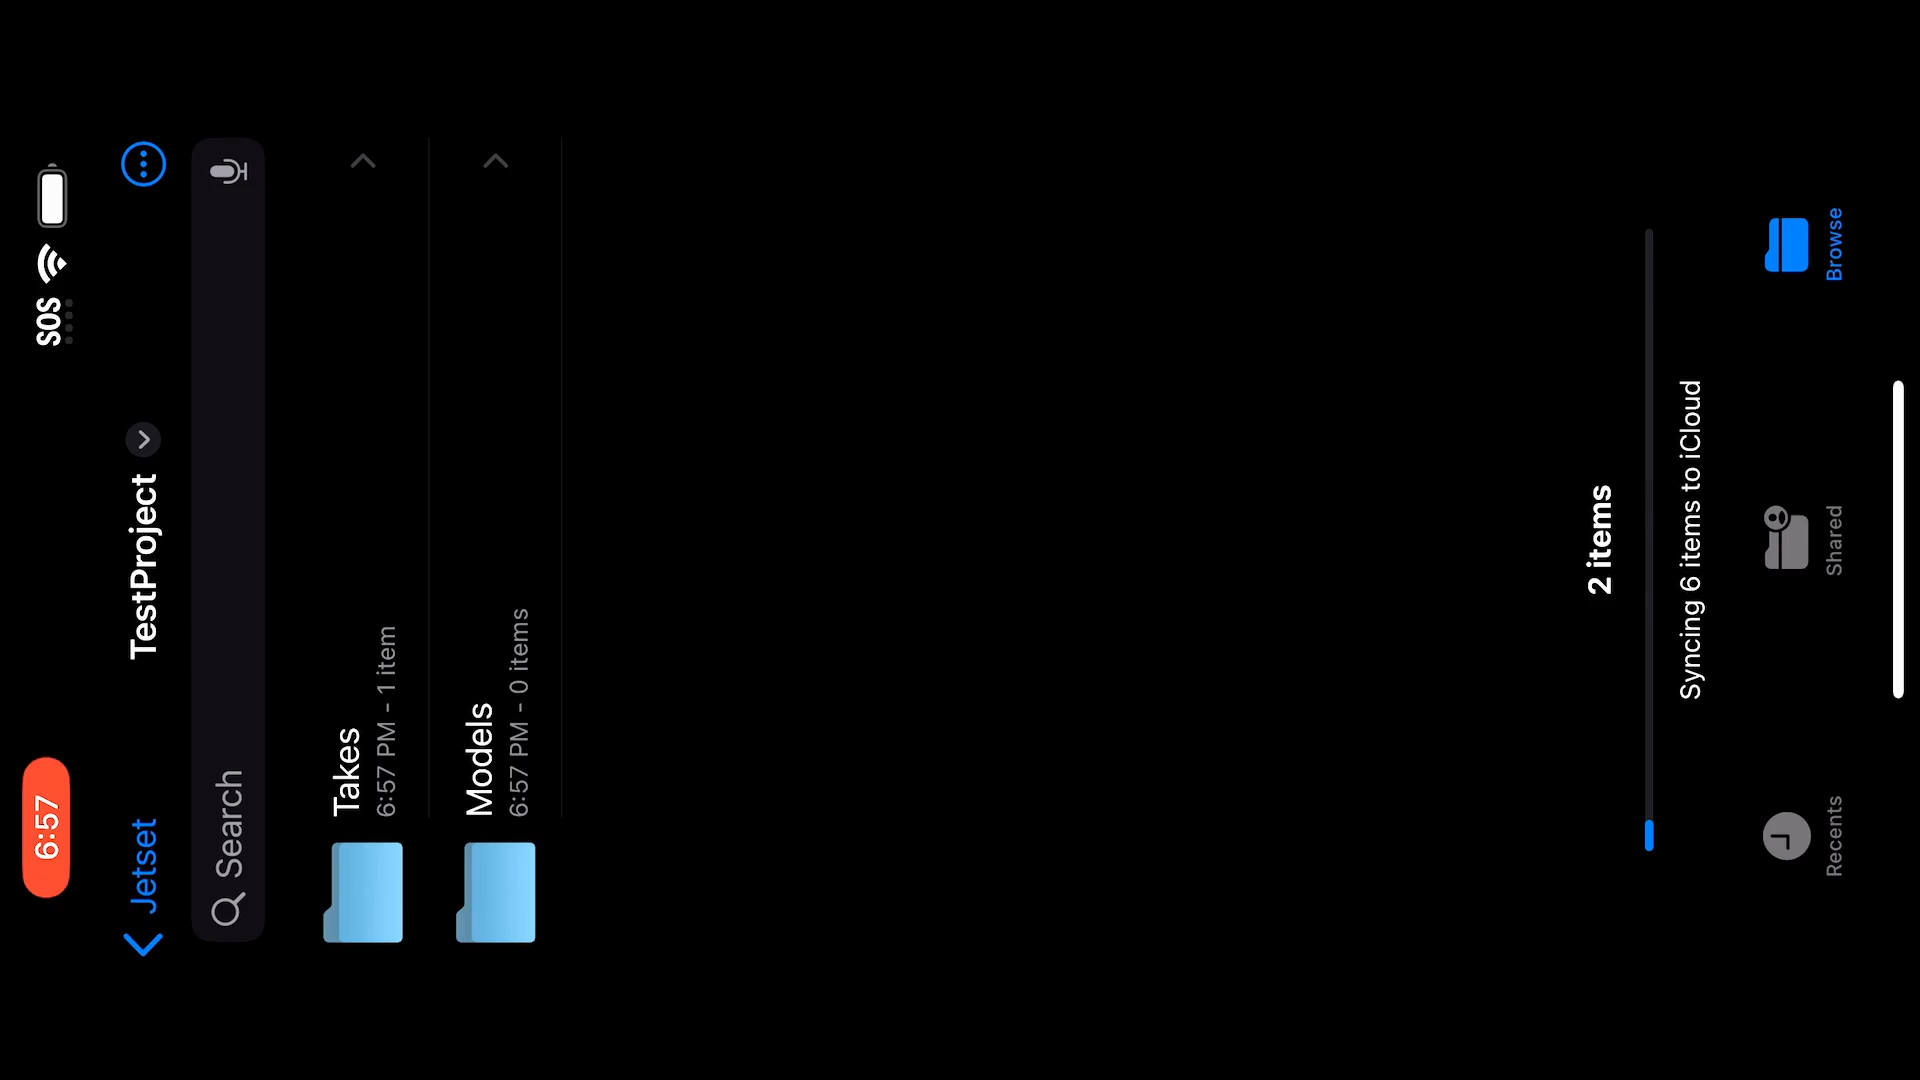 6:57
SOS
Jetset
TestProject
Search
Takes
6:57 PM - 1 item
Models
6:57 PM - 0 items
2 items
Syncing 6 items to iCloud
Recents
Shared
Browse